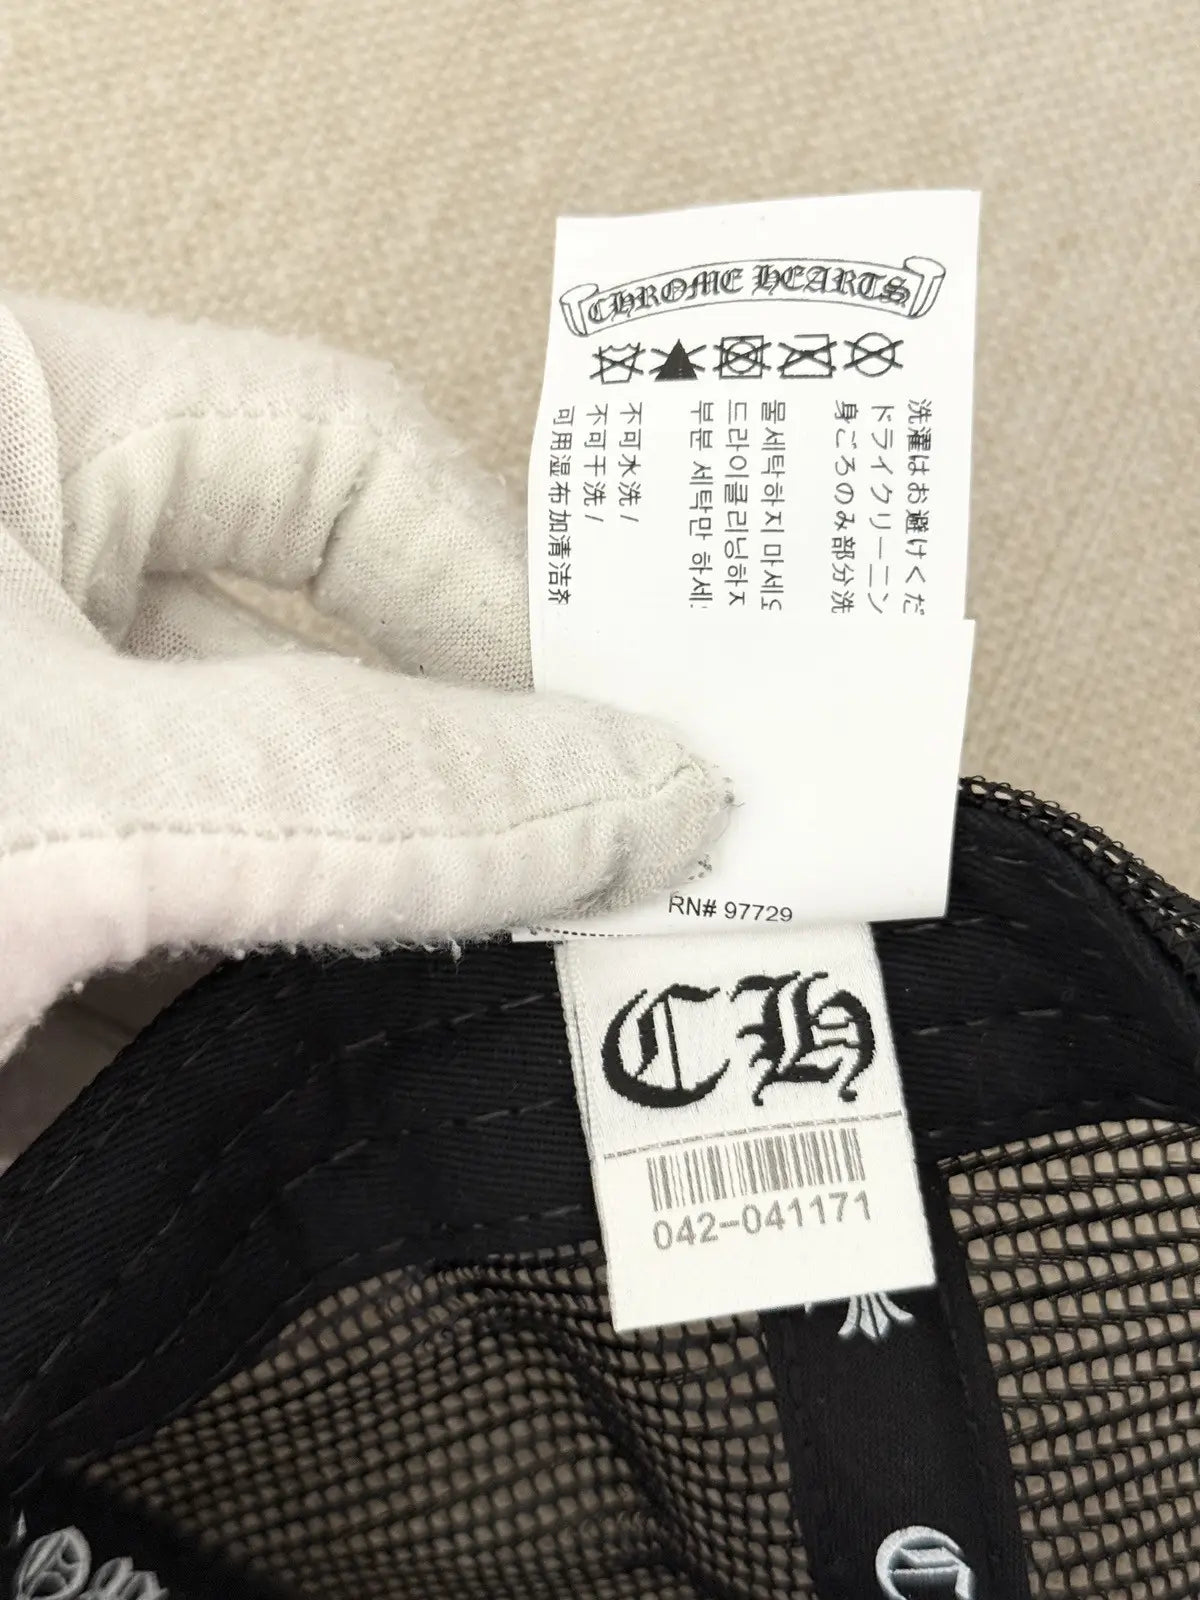 CHROME HEARTS
洗濯はお避けくだ
ドライクリーニン
身ごろのみ部分洗
물세탁하지 마세요
드라이클리닝하지
부분 세탁만 하세요
不可水洗/
不可干洗/
可用湿布加清洁剂
RN# 97729
CH
042-041171
C